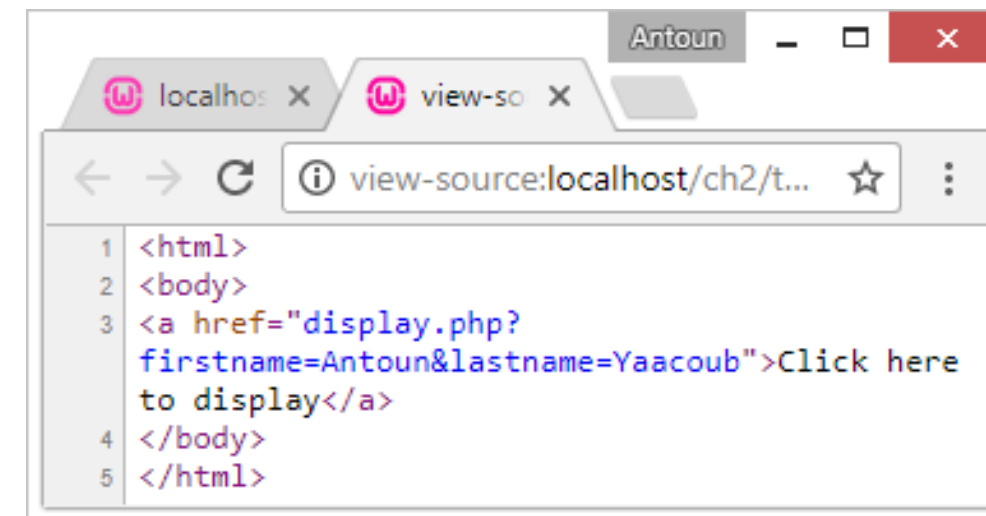 Antoun
localhos
view-so
view-source:localhost/ch2/t...
1 <html>
2 <body>
3 <a href="display.php?
firstname=Antoun&lastname=Yaacoub">Click here
to display</a>
4 </body>
5 </html>